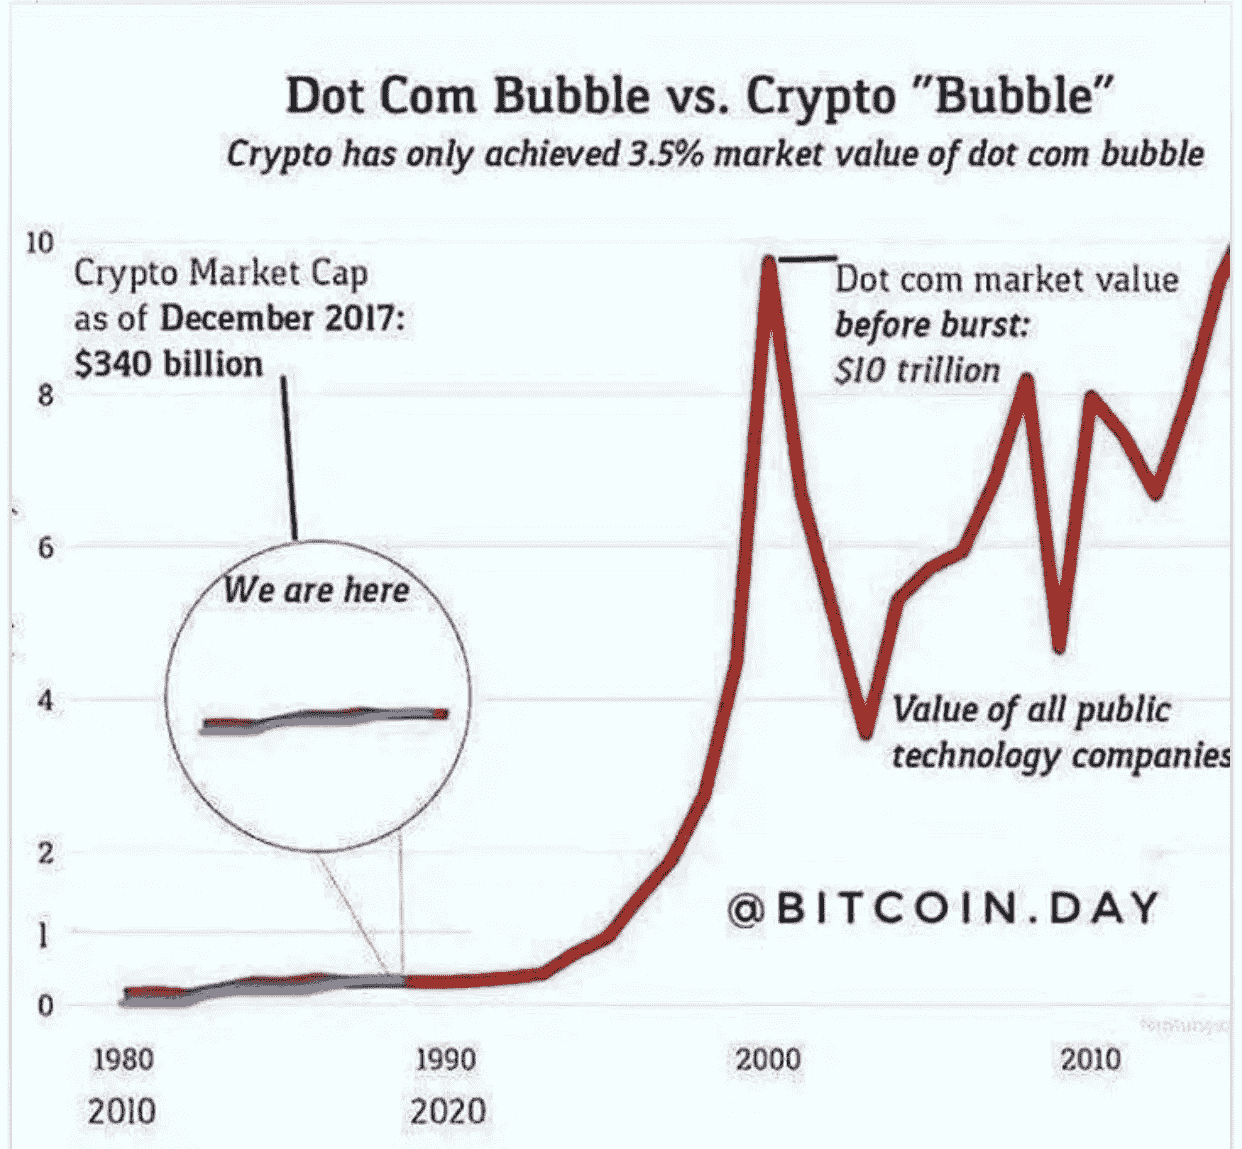 Dot Com Bubble vs. Crypto "Bubble"
Crypto has only achieved 3.5% market value of dot com bubble
10
Crypto Market Cap
as of December 2017:
$340 billion
Dot com market value
before burst:
$10 trillion
8
6
We are here
4
Value of all public
technology companies
2
@BITCOIN.DAY
1
0
1980 1990 2000 2010
2010 2020